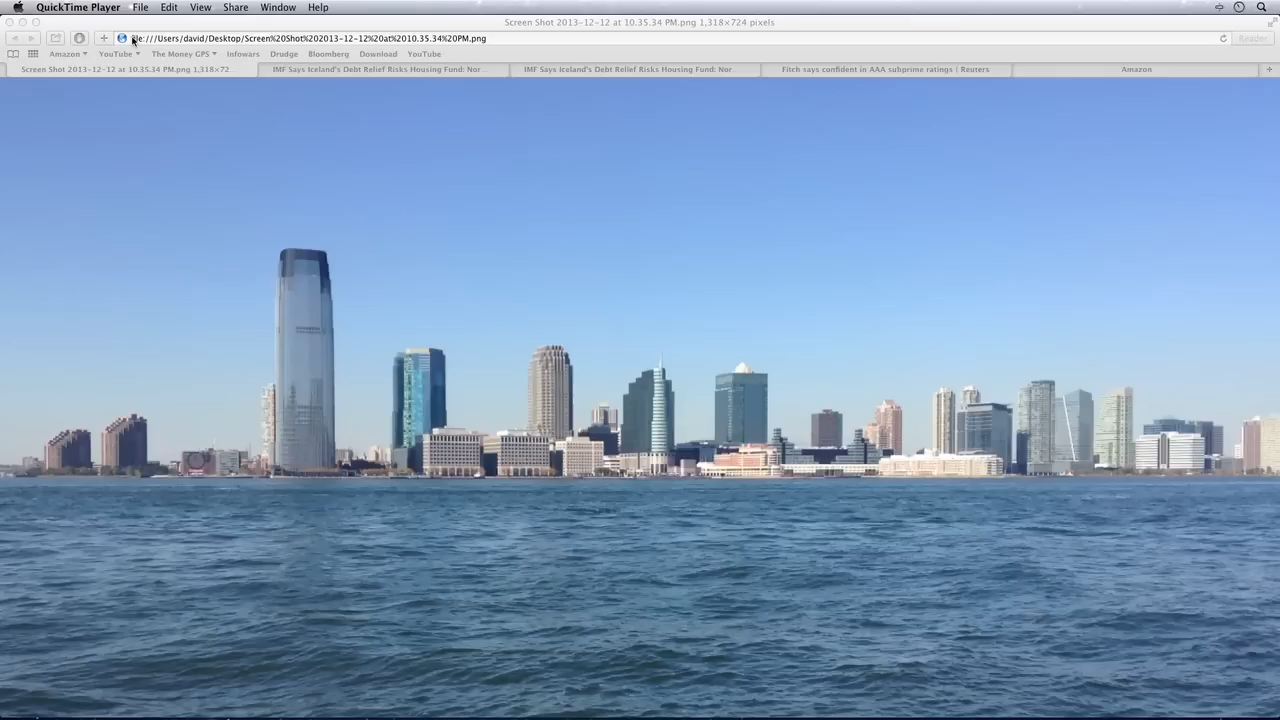 QuickTime Player File Edit View Share Window Help
Screen Shot 2013-12-12 at 10.35.34 PM.png 1,318×724 pixels
file:///Users/david/Desktop/Screen%20Shot%202013-12-12%20at%2010.35.34%20PM.png
Reader
Amazon YouTube The Money GPS Infowars Drudge Bloomberg Download YouTube
Screen Shot 2013-12-12 at 10.35.34 PM.png 1,318×72... IMF Says Iceland's Debt Relief Risks Housing Fund: Nor... IMF Says Iceland's Debt Relief Risks Housing Fund: Nor... Fitch says confident in AAA subprime ratings | Reuters Amazon